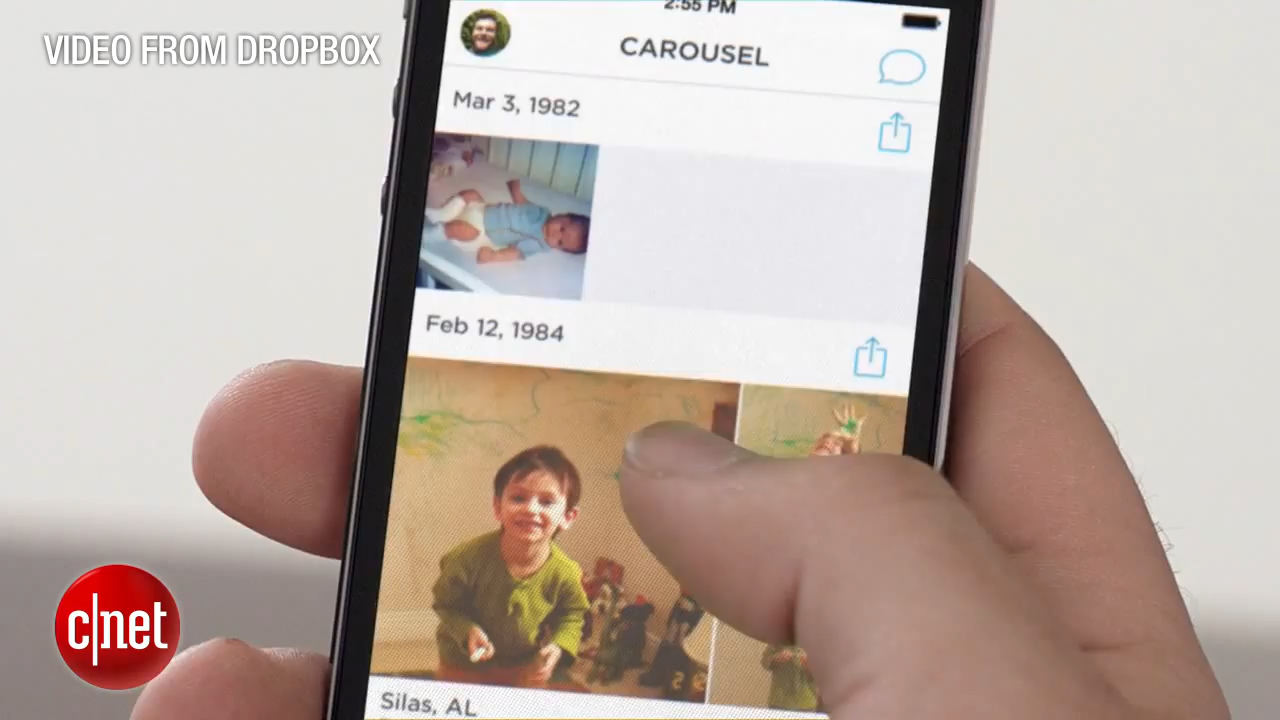 2:55 PM
VIDEO FROM DROPBOX
CAROUSEL
Mar 3, 1982
Feb 12, 1984
c|net
Silas, AL